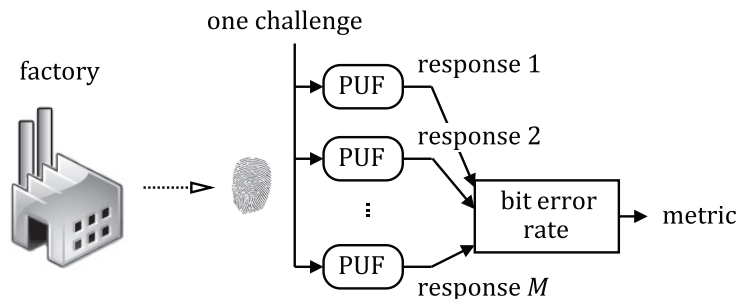 one challenge
factory
PUF
response 1
PUF
response 2
bit error
rate
metric
PUF
response M